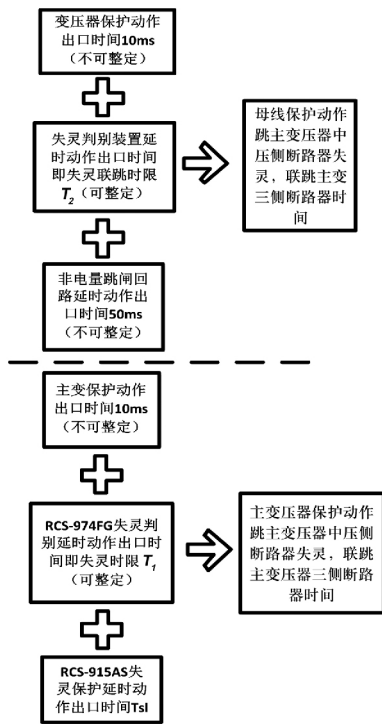 变压器保护动作
出口时间10ms
（不可整定）
失灵判别装置延
时动作出口时间
即失灵联跳时限
T2（可整定）
母线保护动作
跳主变压器中
压侧断路器失
灵，联跳主变
三侧断路器时
间
非电量跳闸回
路延时动作出
口时间50ms
（不可整定）
主变保护动作
出口时间10ms
（不可整定）
RCS-974FG失灵判
别延时动作出口时
间即失灵时限 T1
（可整定）
主变压器保护动作
跳主变压器中压侧
断路器失灵，联跳
主变压器三侧断路
器时间
RCS-915AS失
灵保护延时动
作出口时间Tsl